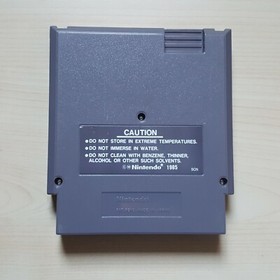 CAUTION
●DO NOT STORE IN EXTREME TEMPERATURES.
●DO NOT IMMERSE IN WATER.
●DO NOT CLEAN WITH BENZENE, THINNER,
ALCOHOL OR OTHER SUCH SOLVENTS.
Nintendo® 1985
Nintendo